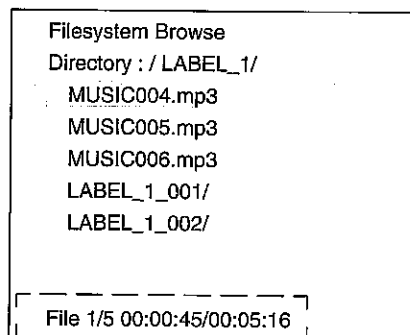 Filesystem Browse
Directory : / LABEL_1/
MUSIC004.mp3
MUSIC005.mp3
MUSIC006.mp3
LABEL_1_001/
LABEL_1_002/
File 1/5 00:00:45/00:05:16